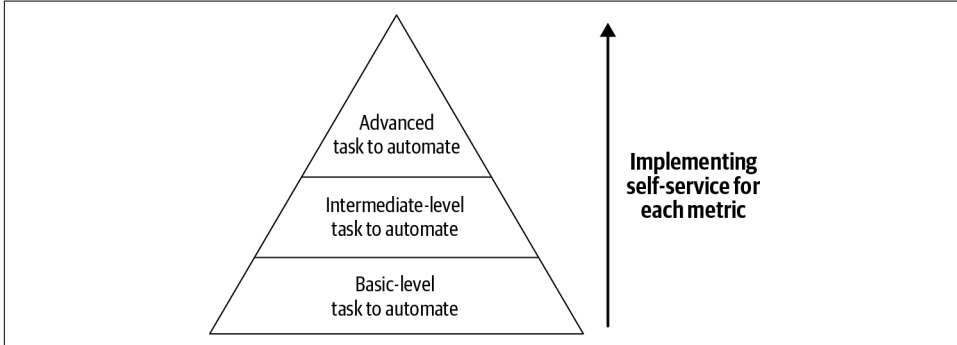 Advanced
task to automate
Intermediate-level
task to automate
Basic-level
task to automate
Implementing
self-service for
each metric